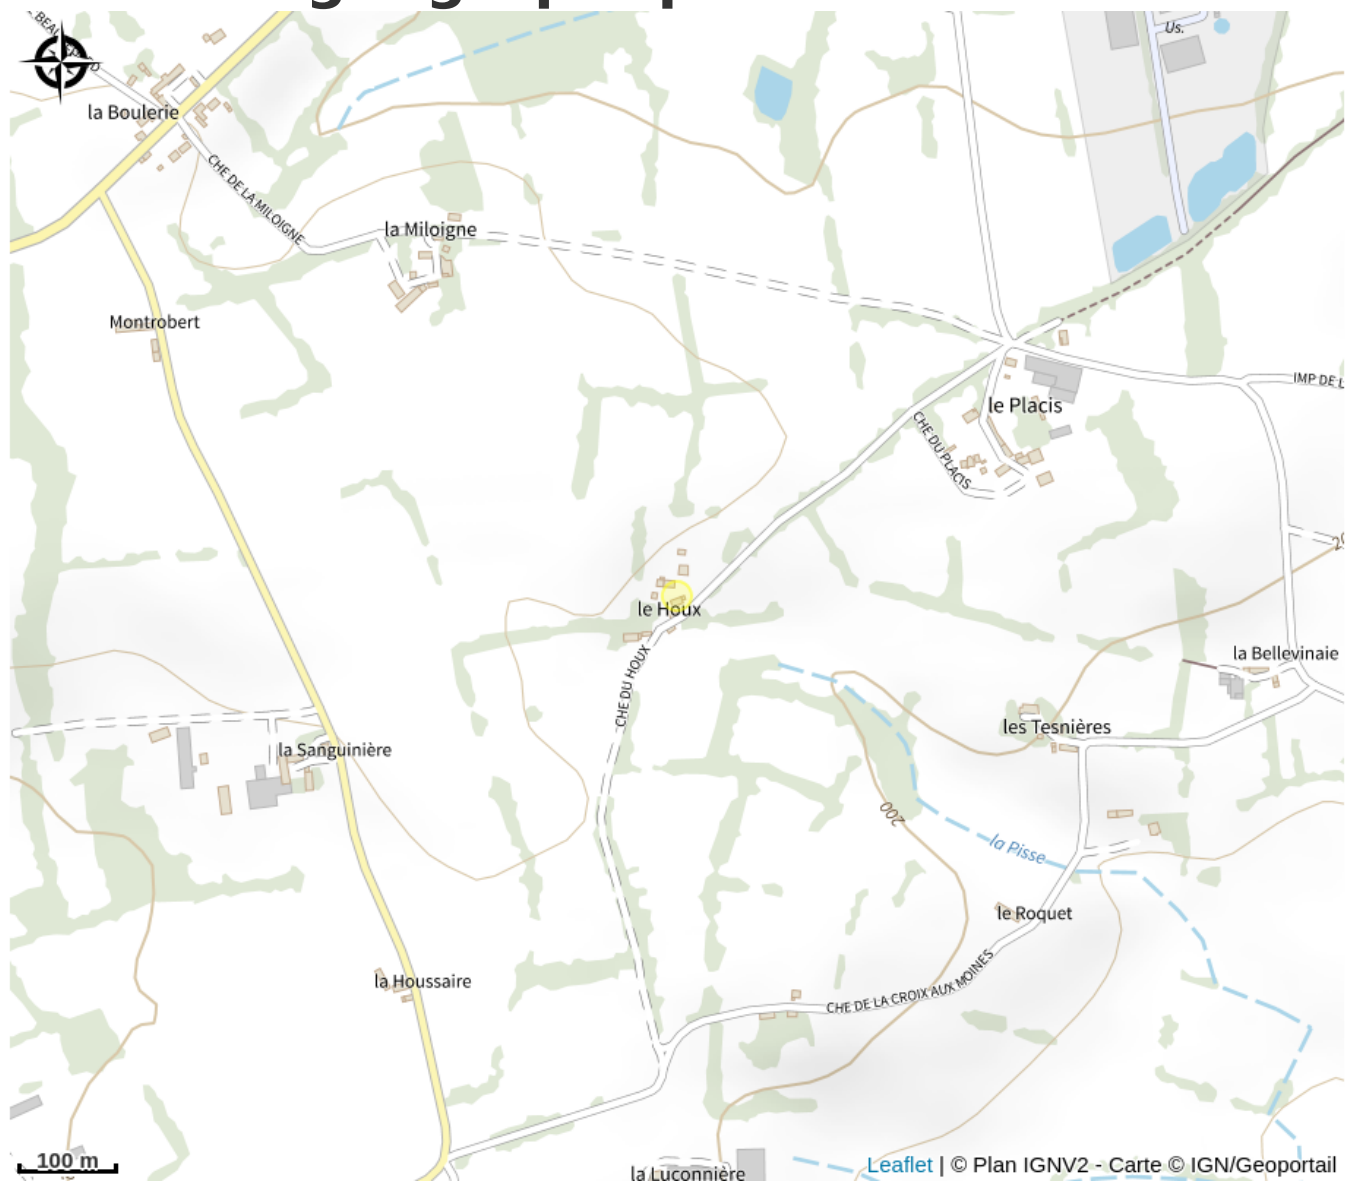 Us.
la Boulerie
CHE DE LA MILOIGNE
la Miloigne
Montrobert
IMP DE L
le Placis
CHE DU PLACIS
le Houx
CHE DU HOUX
la Bellevinaie
les Tesnières
la Sanguinière
200
la Pisse
le Roquet
la Houssaire
CHE DE LA CROIX AUX MOINES
100 m
la Luconnière
Leaflet | © Plan IGNV2 - Carte © IGN/Geoportail